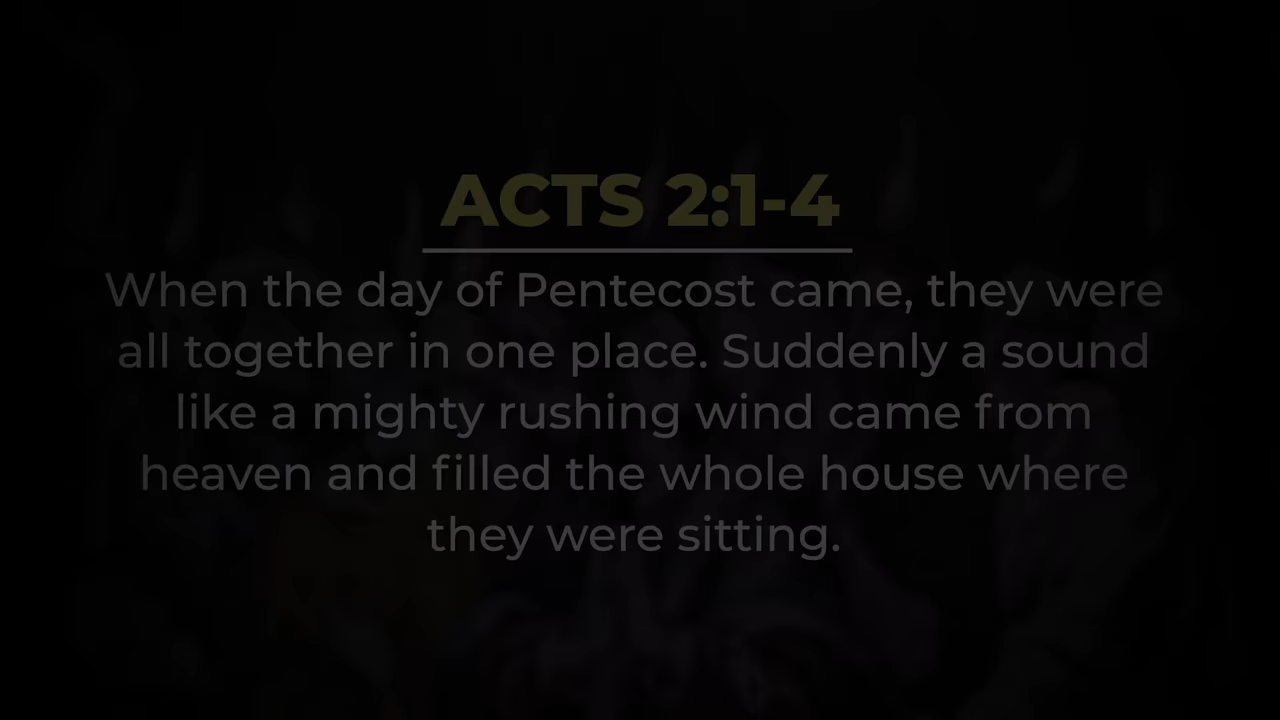 ACTS 2:1-4
When the day of Pentecost came, they were
all together in one place. Suddenly a sound
like a mighty rushing wind came from
heaven and filled the whole house where
they were sitting.